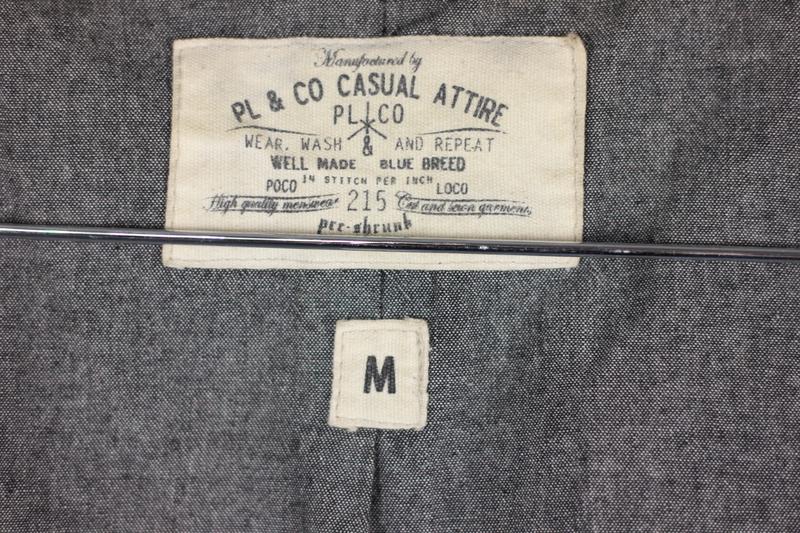 Manufactured by
PL & CO CASUAL ATTIRE
PL CO
WEAR, WASH & AND REPEAT
WELL MADE BLUE BREED
POCO 14 STITCH PER INCH LOCO
High quality menswear 215 Cut and sewn garments
pre-shrunk
M